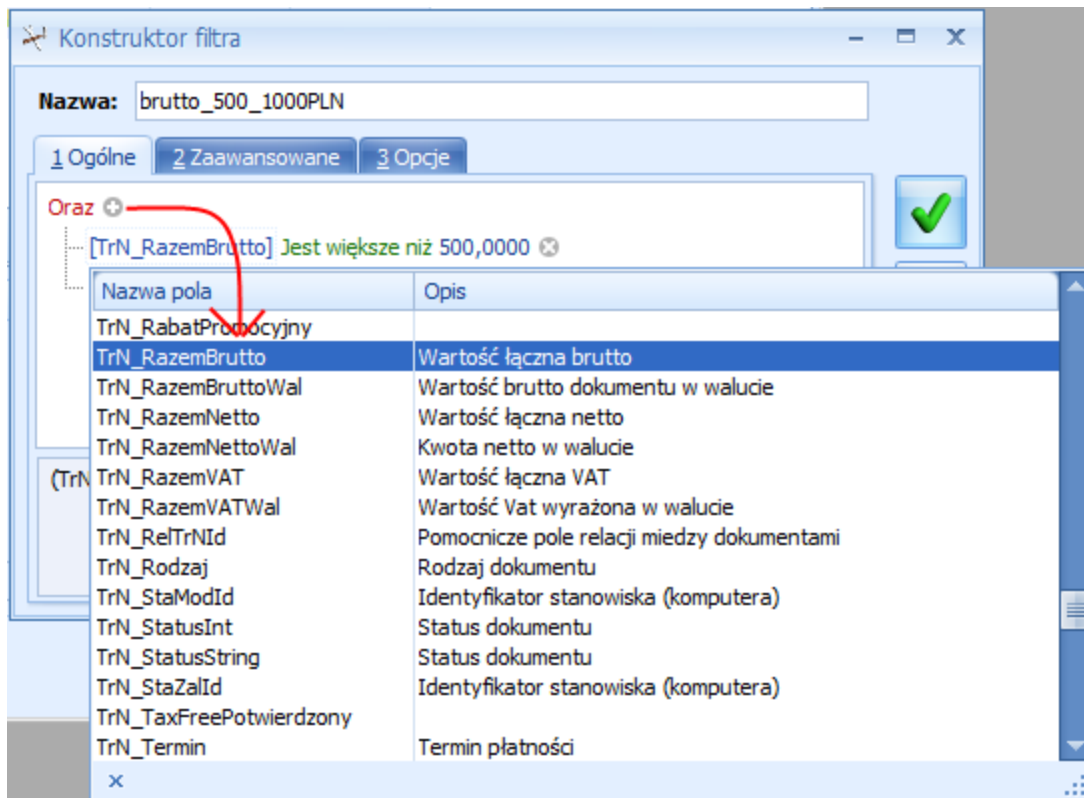 Konstruktor filtra
Nazwa: brutto_500_1000PLN
1 Ogólne 2 Zaawansowane 3 Opcje
Oraz
[TrN_RazemBrutto] Jest większe niż 500,0000
Nazwa pola Opis
TrN_RabatPromocyjny
TrN_RazemBrutto Wartość łączna brutto
TrN_RazemBruttoWal Wartość brutto dokumentu w walucie
TrN_RazemNetto Wartość łączna netto
TrN_RazemNettoWal Kwota netto w walucie
(TrN
TrN_RazemVAT Wartość łączna VAT
TrN_RazemVATWal Wartość Vat wyrażona w walucie
TrN_RelTrNId Pomocnicze pole relacji miedzy dokumentami
TrN_Rodzaj Rodzaj dokumentu
TrN_StaModId Identyfikator stanowiska (komputera)
TrN_StatusInt Status dokumentu
TrN_StatusString Status dokumentu
TrN_StaZalId Identyfikator stanowiska (komputera)
TrN_TaxFreePotwierdzony
TrN_Termin Termin płatności